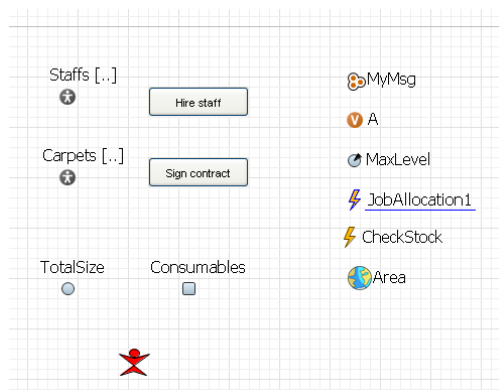 Staffs [..]
Hire staff
Carpets [..]
Sign contract
TotalSize
Consumables
MyMsg
V A
MaxLevel
JobAllocation1
CheckStock
Area